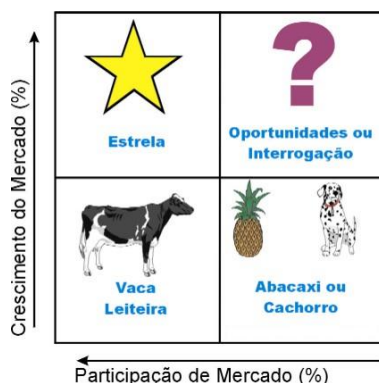 Crescimento do Mercado (%)
Estrela
Oportunidades ou
Interrogação
Vaca
Leiteira
Abacaxi ou
Cachorro
Participação de Mercado (%)